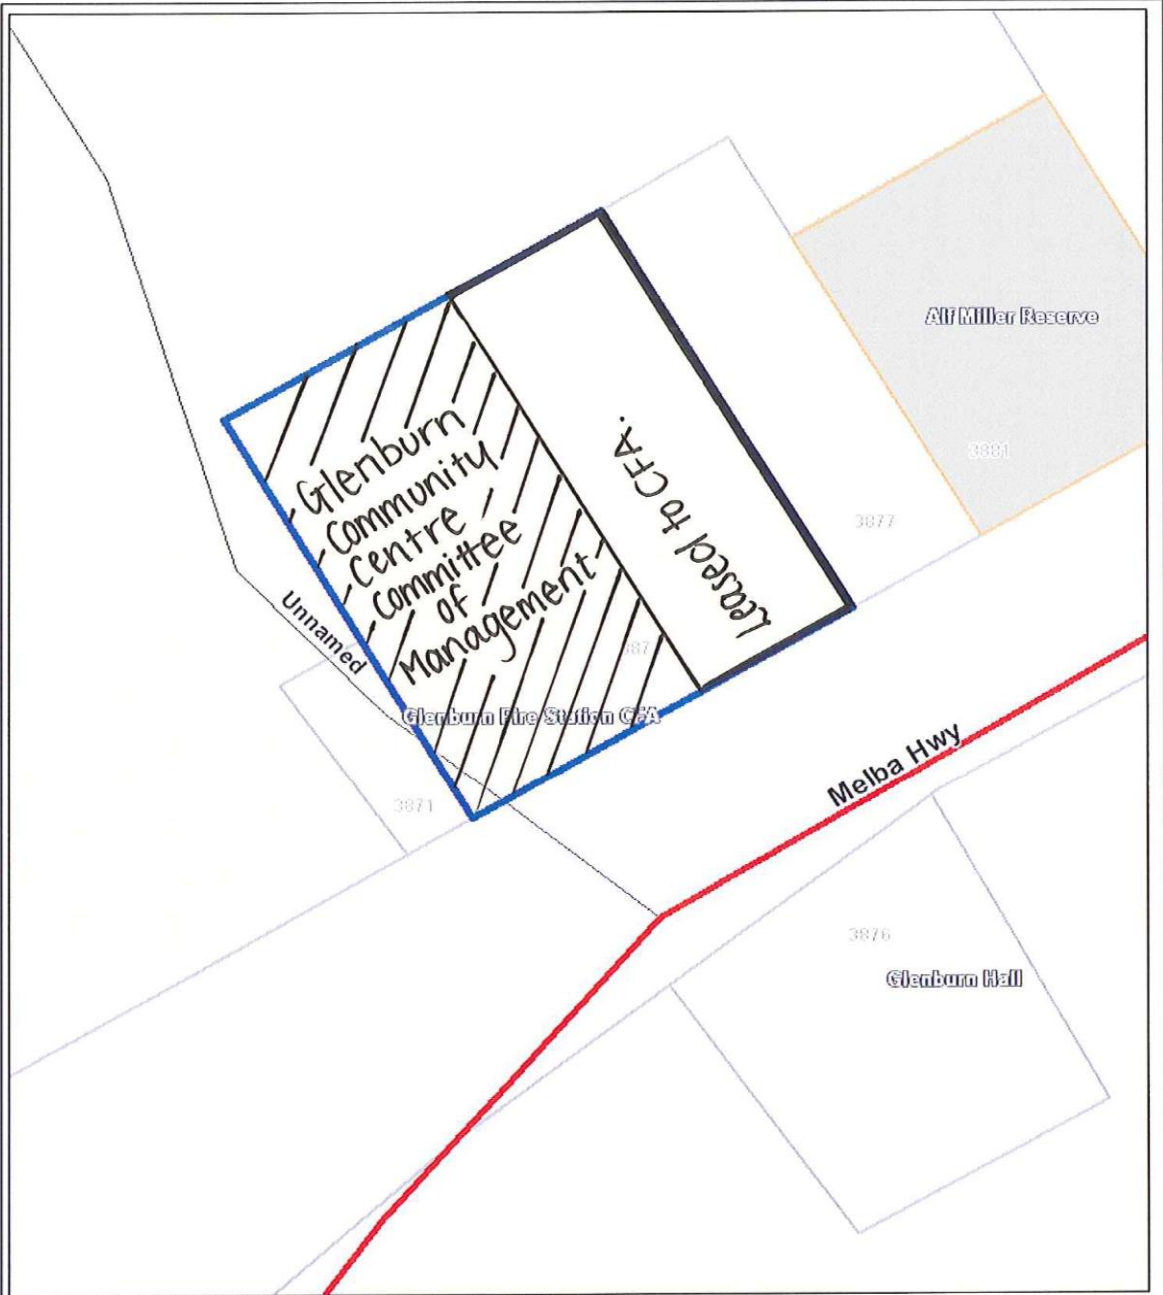 Alf Miller Reserve
3881
Glenburn
Community
Centre
Committee
of
Management
Leased to CFA.
3877
Unnamed
387
Glenburn Fire Station CFA
3871
Melba Hwy
3876
Glenburn Hall